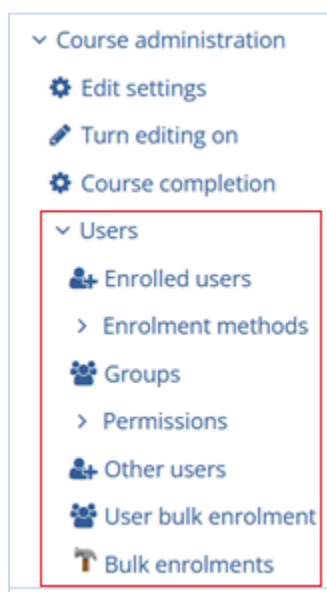 Course administration
Edit settings
Turn editing on
Course completion
Users
Enrolled users
Enrolment methods
Groups
Permissions
Other users
User bulk enrolment
Bulk enrolments